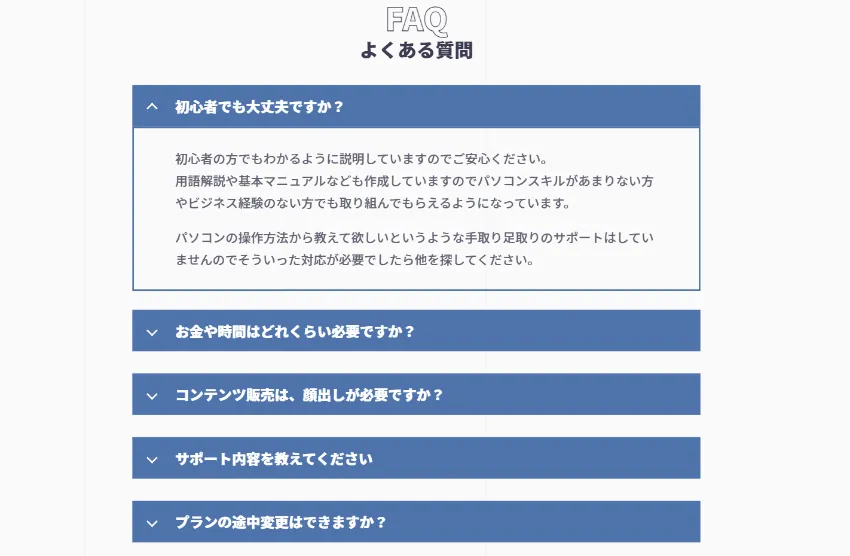 FAQ
よくある質問
初心者でも大丈夫ですか？
初心者の方でもわかるように説明していますのでご安心ください。
用語解説や基本マニュアルなども作成していますのでパソコンスキルがあまりない方
やビジネス経験のない方でも取り組んでもらえるようになっています。
パソコンの操作方法から教えて欲しいというような手取り足取りのサポートはしてい
ませんのでそういった対応が必要でしたら他を探してください。
お金や時間はどれくらい必要ですか？
コンテンツ販売は、顔出しが必要ですか？
サポート内容を教えてください
プランの途中変更はできますか？